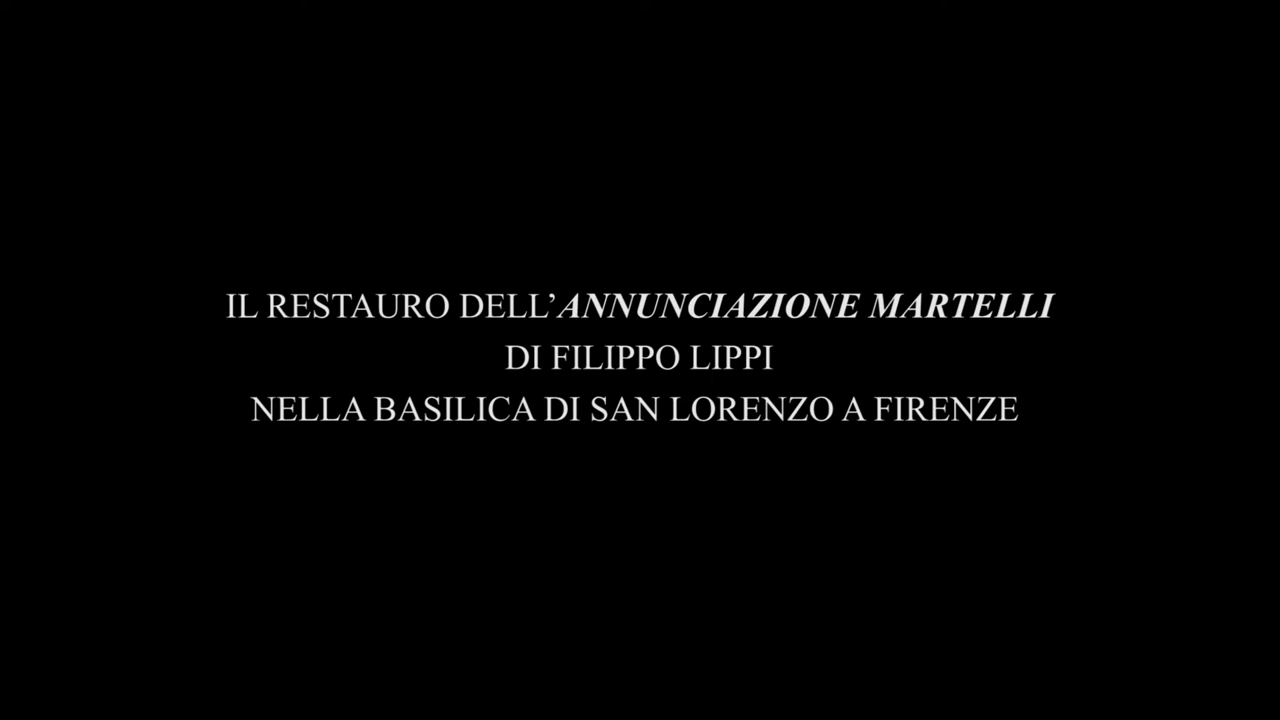 IL RESTAURO DELL’ANNUNCIAZIONE MARTELLI
DI FILIPPO LIPPI
NELLA BASILICA DI SAN LORENZO A FIRENZE